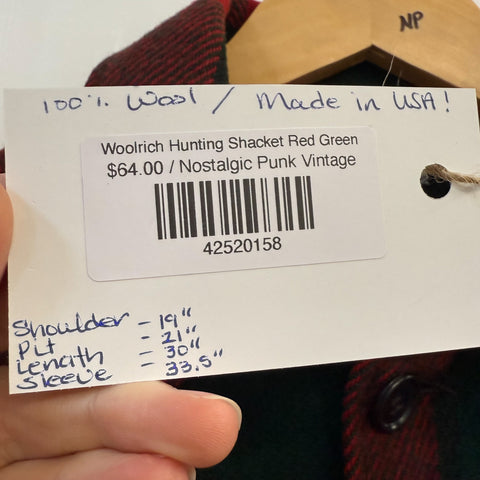 NP
100% Wool / Made in USA!
Woolrich Hunting Shacket Red Green
$64.00 / Nostalgic Punk Vintage
42520158
Shoulder - 19"
Pit - 21"
Length - 30"
Sleeve - 33.5"